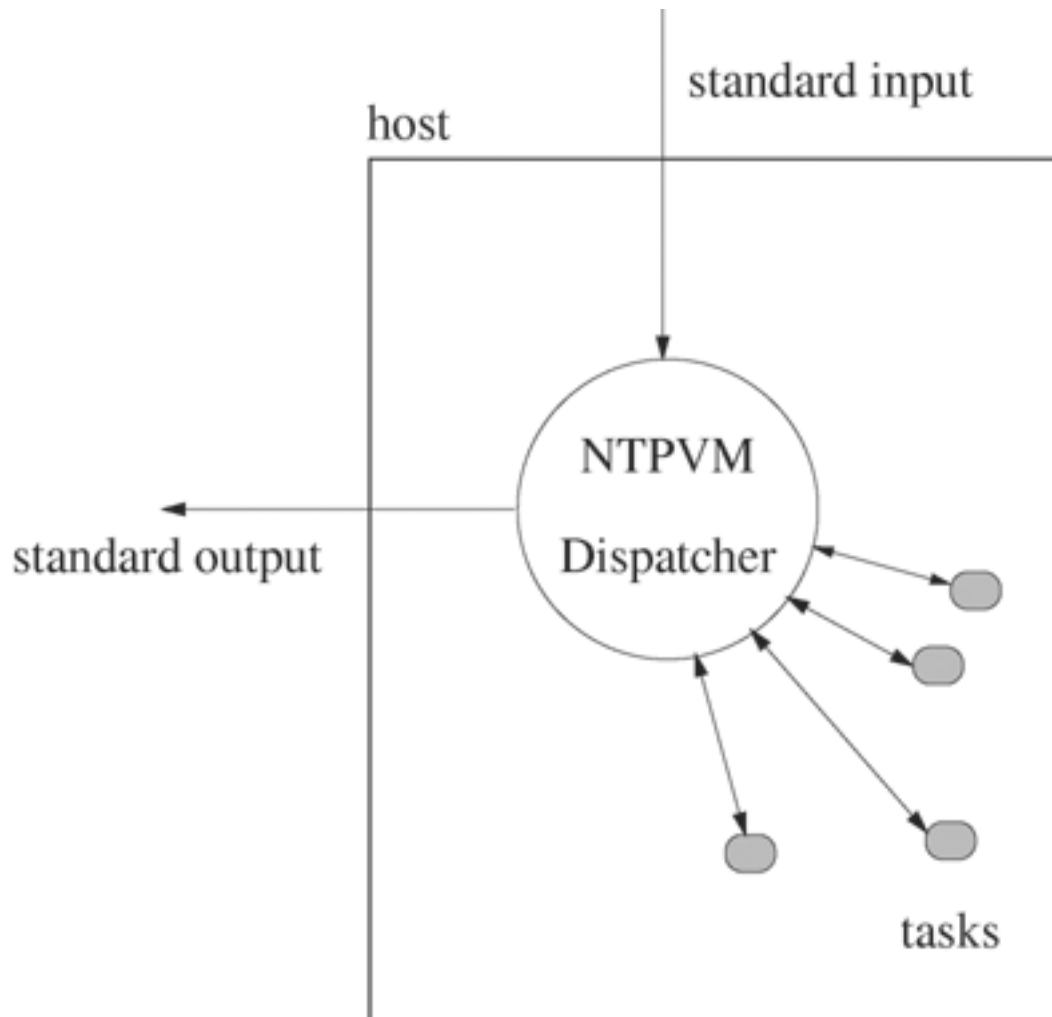 standard input
host
NTPVM
Dispatcher
standard output
tasks